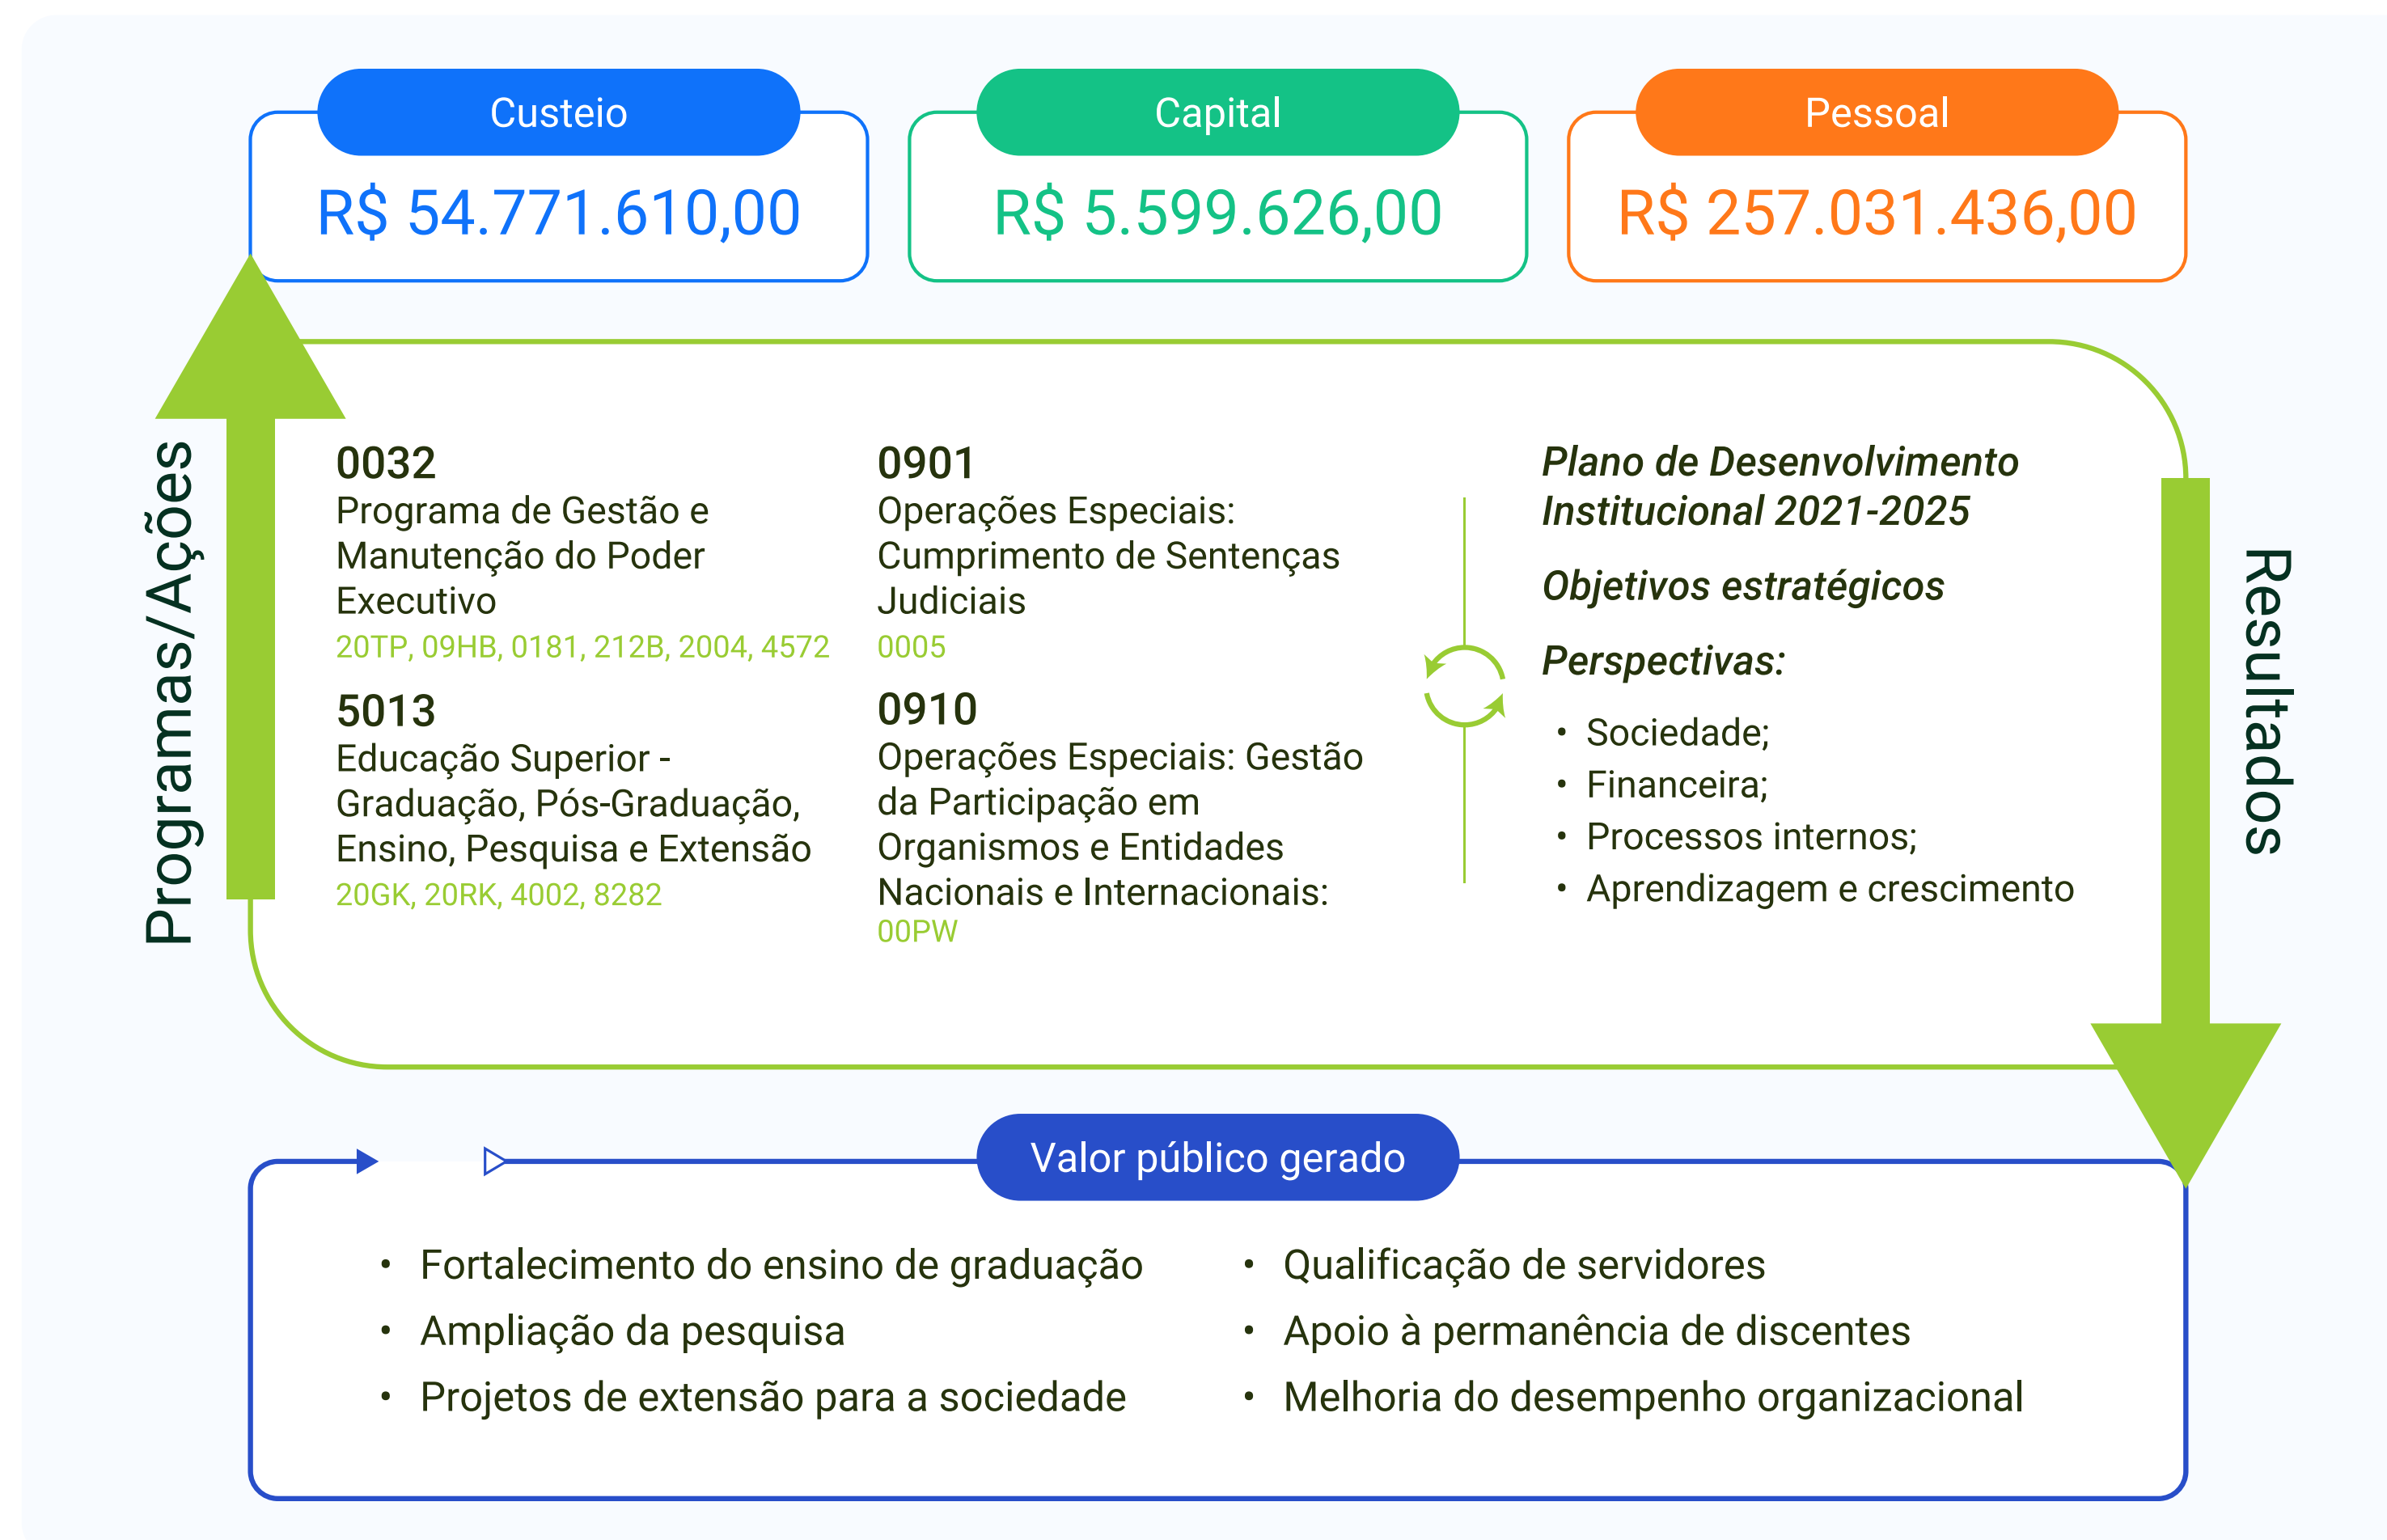 Custeio
R$ 54.771.610,00
Capital
R$ 5.599.626,00
Pessoal
R$ 257.031.436,00
Programas/Ações
0032
Programa de Gestão e
Manutenção do Poder
Executivo
20TP, 09HB, 0181, 212B, 2004, 4572
5013
Educação Superior -
Graduação, Pós-Graduação,
Ensino, Pesquisa e Extensão
20GK, 20RK, 4002, 8282
0901
Operações Especiais:
Cumprimento de Sentenças
Judiciais
0005
0910
Operações Especiais: Gestão
da Participação em
Organismos e Entidades
Nacionais e Internacionais:
00PW
Plano de Desenvolvimento
Institucional 2021-2025
Objetivos estratégicos
Perspectivas:
• Sociedade;
• Financeira;
• Processos internos;
• Aprendizagem e crescimento
Resultados
Valor público gerado
• Fortalecimento do ensino de graduação
• Ampliação da pesquisa
• Projetos de extensão para a sociedade
• Qualificação de servidores
• Apoio à permanência de discentes
• Melhoria do desempenho organizacional